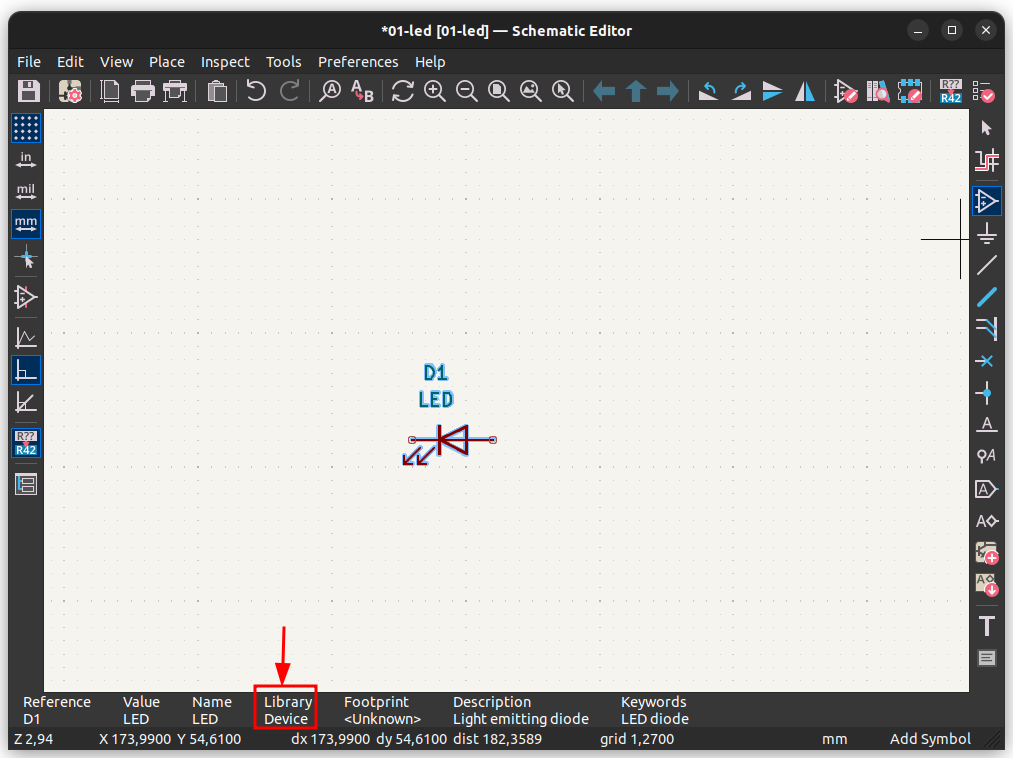 *01-led [01-led] — Schematic Editor
File Edit View Place Inspect Tools Preferences Help
A A B R?? R42
in
mil
mm
R??
R42
A
A
A
A
A
T
D1
LED
Reference Value Name Library Footprint Description Keywords
D1 LED LED Device <Unknown> Light emitting diode LED diode
Z 2,94 X 173,9900 Y 54,6100 dx 173,9900 dy 54,6100 dist 182,3589 grid 1,2700 mm Add Symbol